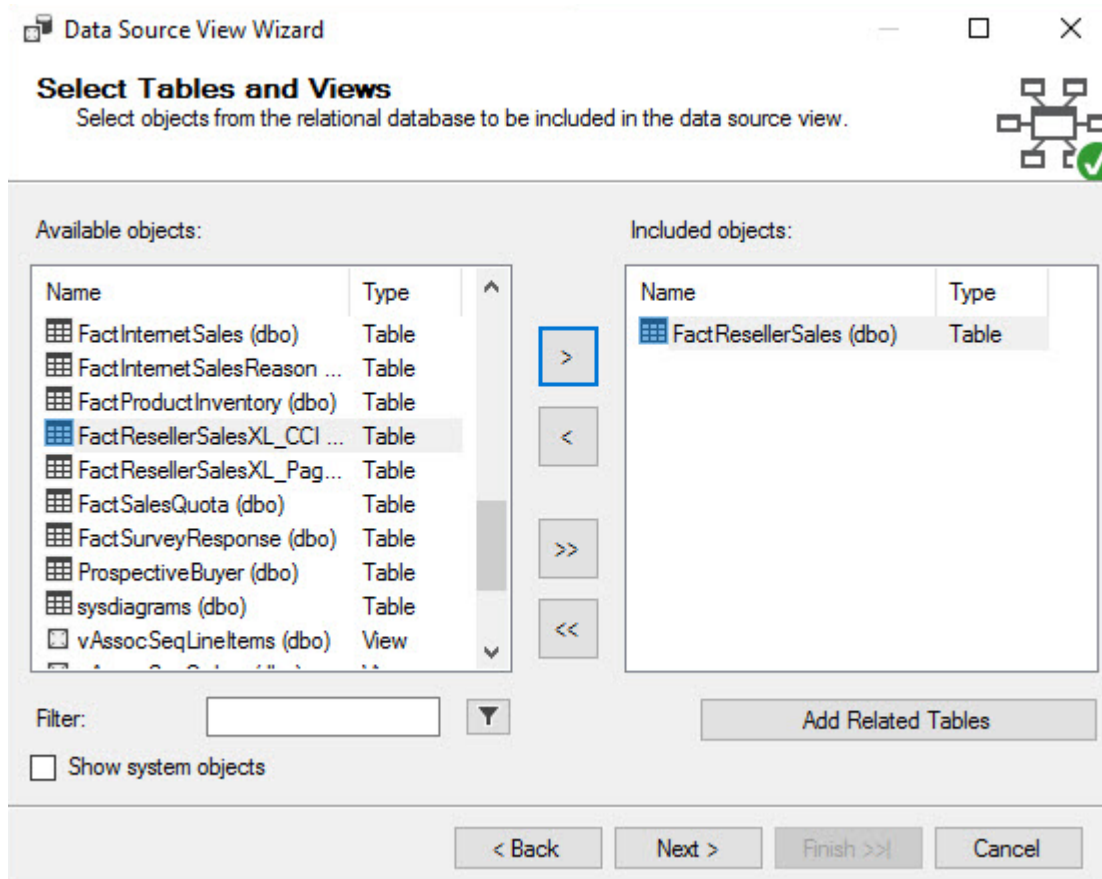 Data Source View Wizard
Select Tables and Views
Select objects from the relational database to be included in the data source view.
Available objects:
Name Type
FactInternetSales (dbo) Table
FactInternetSalesReason ... Table
FactProductInventory (dbo) Table
FactResellerSalesXL_CCI ... Table
FactResellerSalesXL_Pag... Table
FactSalesQuota (dbo) Table
FactSurveyResponse (dbo) Table
ProspectiveBuyer (dbo) Table
sysdiagrams (dbo) Table
vAssocSeqLineItems (dbo) View
>
<
>>
<<
Included objects:
Name Type
FactResellerSales (dbo) Table
Filter:
Add Related Tables
Show system objects
< Back Next > Finish >>| Cancel